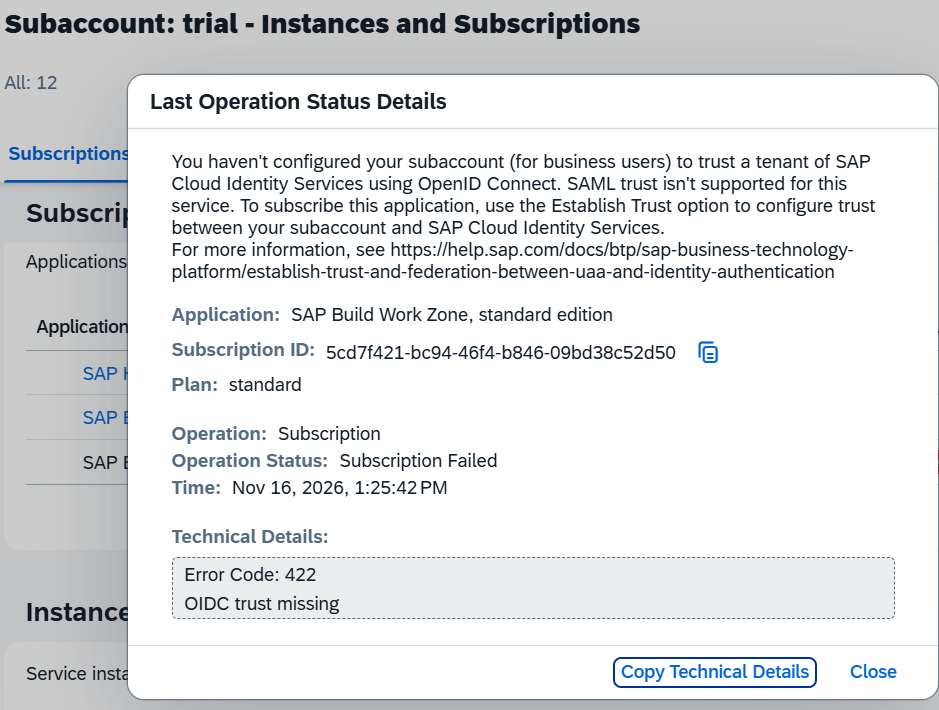 Subaccount: trial - Instances and Subscriptions
All: 12
Last Operation Status Details
Subscriptions
You haven't configured your subaccount (for business users) to trust a tenant of SAP
Cloud Identity Services using OpenID Connect. SAML trust isn't supported for this
service. To subscribe this application, use the Establish Trust option to configure trust
between your subaccount and SAP Cloud Identity Services.
For more information, see https://help.sap.com/docs/btp/sap-business-technology-
platform/establish-trust-and-federation-between-uaa-and-identity-authentication
Applications
Application: SAP Build Work Zone, standard edition
Application
Subscription ID: 5cd7f421-bc94-46f4-b846-09bd38c52d50
SAP
Plan: standard
SAP
Operation: Subscription
SAP
Operation Status: Subscription Failed
Time: Nov 16, 2026, 1:25:42 PM
Technical Details:
Error Code: 422
OIDC trust missing
Instance
Service
Copy Technical Details
Close